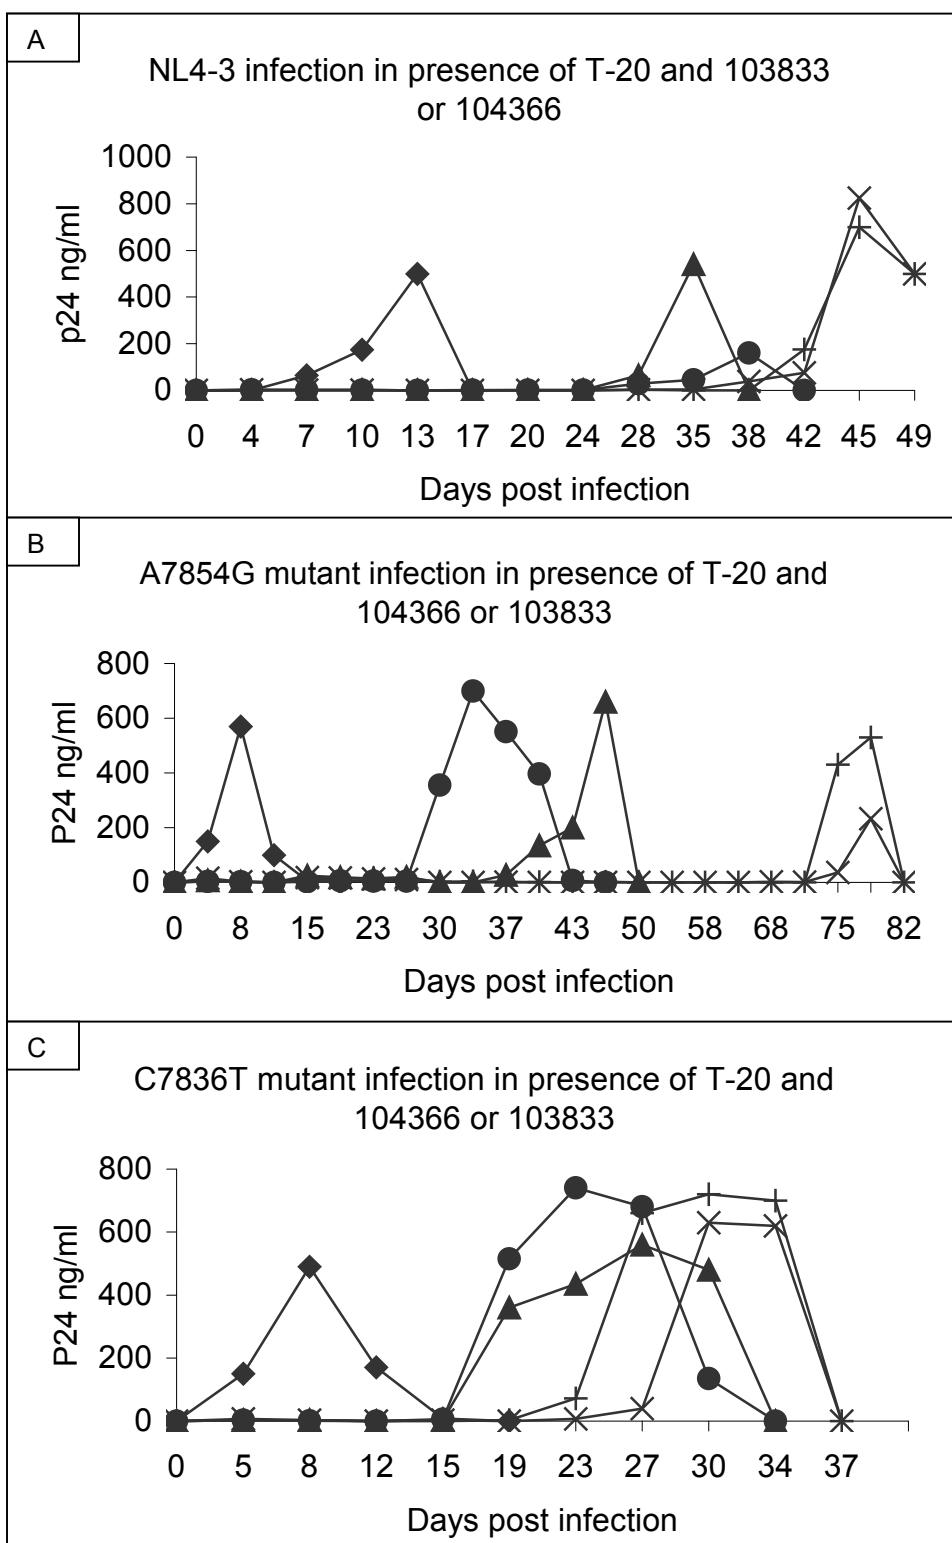 A
NL4-3 infection in presence of T-20 and 103833
or 104366
1000
800
600
400
200
0
p24 ng/ml
0 4 7 10 13 17 20 24 28 35 38 42 45 49
Days post infection
B
A7854G mutant infection in presence of T-20 and
104366 or 103833
800
600
400
200
0
P24 ng/ml
0 8 15 23 30 37 43 50 58 68 75 82
Days post infection
C
C7836T mutant infection in presence of T-20 and
104366 or 103833
800
600
400
200
0
P24 ng/ml
0 5 8 12 15 19 23 27 30 34 37
Days post infection